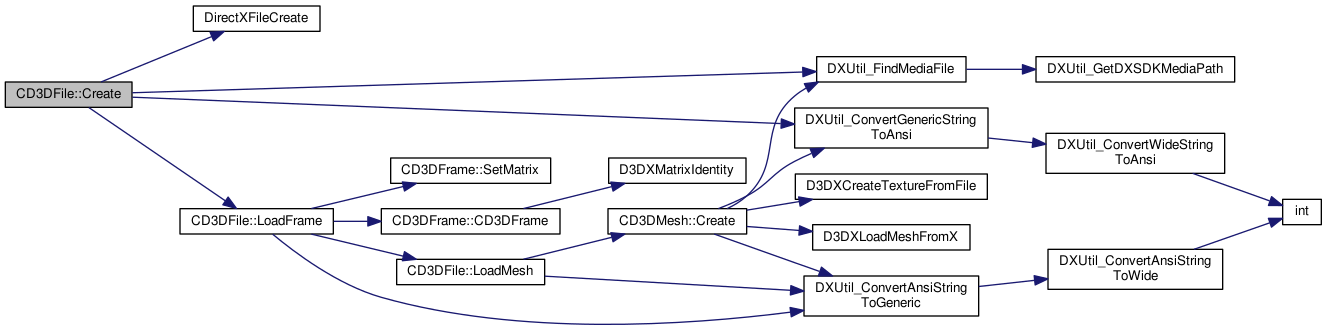 DirectXFileCreate
CD3DFile::Create
DXUtil_FindMediaFile
DXUtil_GetDXSDKMediaPath
DXUtil_ConvertGenericString
ToAnsi
DXUtil_ConvertWideString
ToAnsi
CD3DFrame::SetMatrix
D3DXMatrixIdentity
D3DXCreateTextureFromFile
CD3DFile::LoadFrame
CD3DFrame::CD3DFrame
CD3DMesh::Create
int
D3DXLoadMeshFromX
CD3DFile::LoadMesh
DXUtil_ConvertAnsiString
ToGeneric
DXUtil_ConvertAnsiString
ToWide